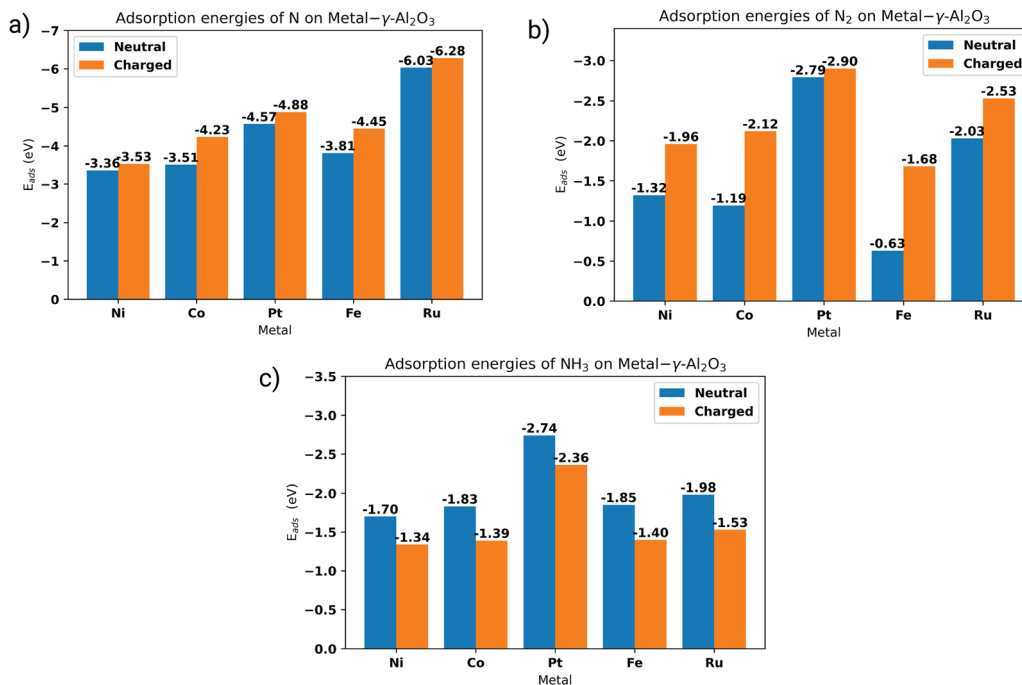 a)
Adsorption energies of N on Metal−γ-Al₂O₃
−7
−6
−5
−4
−3
−2
−1
0
E_ads (eV)
Neutral
Charged
-3.36
-3.53
-3.51
-4.23
-4.57
-4.88
-3.81
-4.45
-6.03
-6.28
Ni Co Pt Fe Ru
Metal
b)
Adsorption energies of N₂ on Metal−γ-Al₂O₃
−3.0
−2.5
−2.0
−1.5
−1.0
−0.5
0.0
E_ads (eV)
Neutral
Charged
-1.32
-1.96
-1.19
-2.12
-2.79
-2.90
-0.63
-1.68
-2.03
-2.53
Ni Co Pt Fe Ru
Metal
c)
Adsorption energies of NH₃ on Metal−γ-Al₂O₃
−3.5
−3.0
−2.5
−2.0
−1.5
−1.0
−0.5
0.0
E_ads (eV)
Neutral
Charged
-1.70
-1.34
-1.83
-1.39
-2.74
-2.36
-1.85
-1.40
-1.98
-1.53
Ni Co Pt Fe Ru
Metal